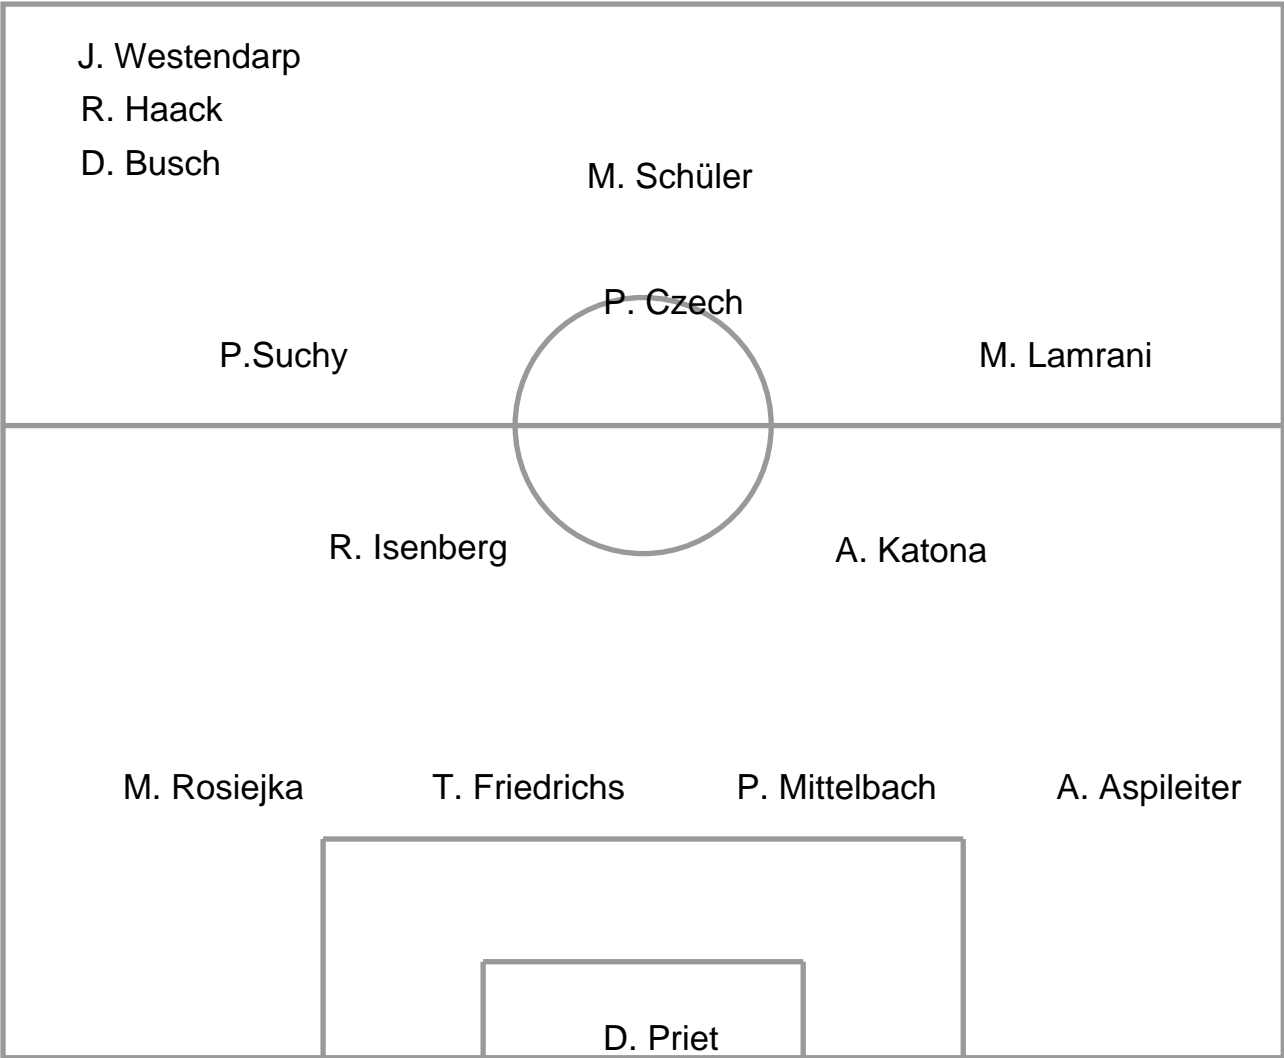 J. Westendarp
R. Haack
D. Busch
M. Schüler
P. Czech
P.Suchy
M. Lamrani
R. Isenberg
A. Katona
M. Rosiejka
T. Friedrichs
P. Mittelbach
A. Aspileiter
D. Priet